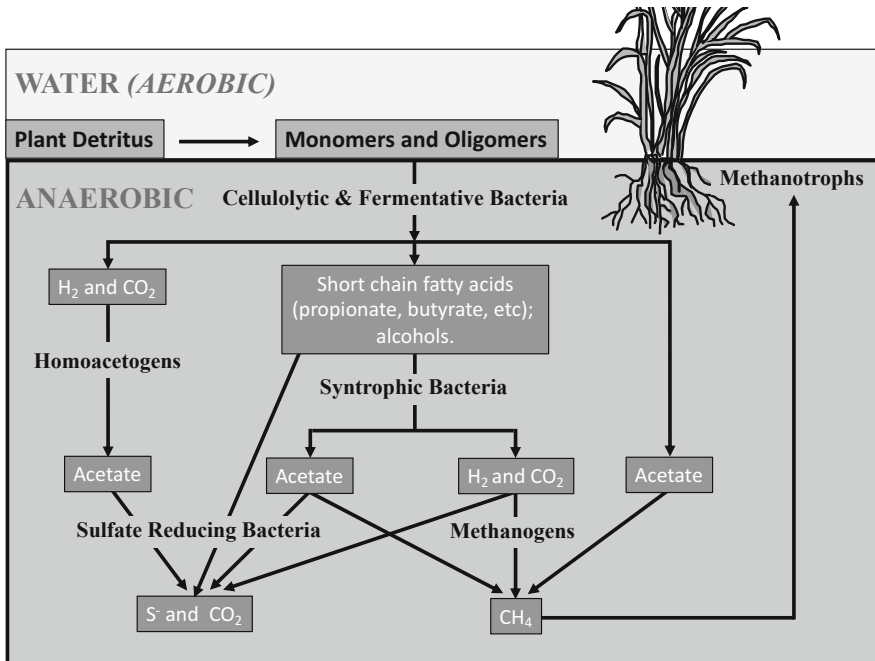 WATER (AEROBIC)
Plant Detritus
Monomers and Oligomers
ANAEROBIC
Cellulolytic & Fermentative Bacteria
Methanotrophs
H₂ and CO₂
Short chain fatty acids
(propionate, butyrate, etc);
alcohols.
Homoacetogens
Syntrophic Bacteria
Acetate
Acetate
H₂ and CO₂
Acetate
Sulfate Reducing Bacteria
Methanogens
S⁻ and CO₂
CH₄